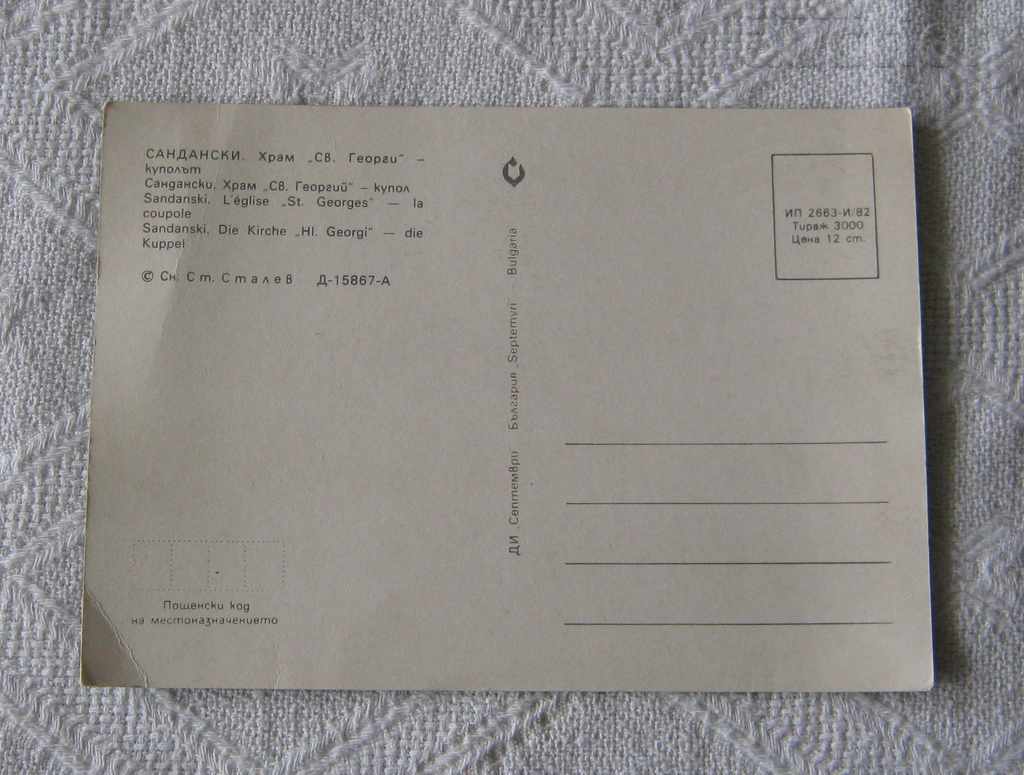 САНДАНСКИ. Храм „Св. Георги“ –
куполът
Сандански. Храм „Св. Георгий“ – купол
Sandanski. L'église „St. Georges“ — la
coupole
Sandanski. Die Kirche „Hl. Georgi“ — die
Kuppel
© Сн. Ст. Сталев Д-15867-А
ДИ „Септември“ България „Septemvri“ – Bulgaria
ИП 2663-И/82
Тираж 3000
Цена 12 ст.
Пощенски код
на местоназначението